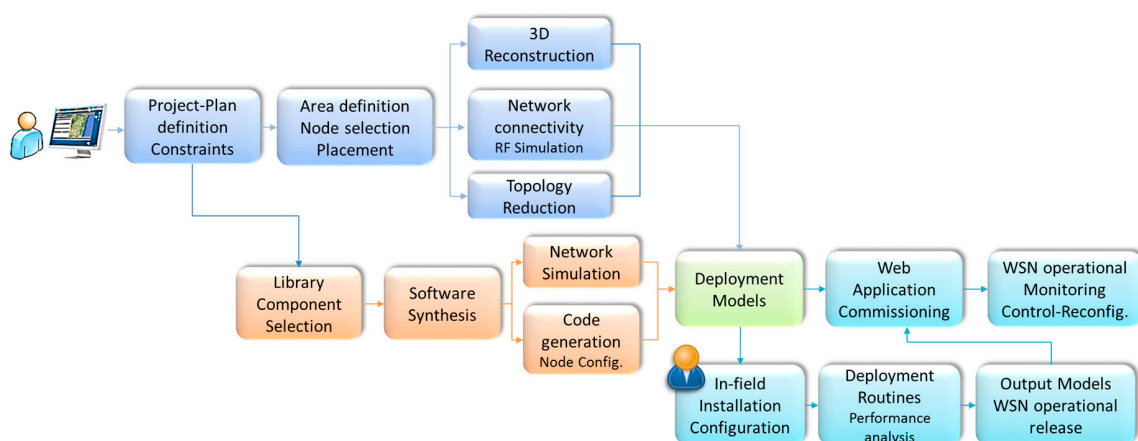 3D
Reconstruction
Project-Plan
definition
Constraints
Area definition
Node selection
Placement
Network
connectivity
RF Simulation
Topology
Reduction
Library
Component
Selection
Software
Synthesis
Network
Simulation
Code
generation
Node Config.
Deployment
Models
Web
Application
Commissioning
WSN operational
Monitoring
Control-Reconfig.
In-field
Installation
Configuration
Deployment
Routines
Performance
analysis
Output Models
WSN operational
release